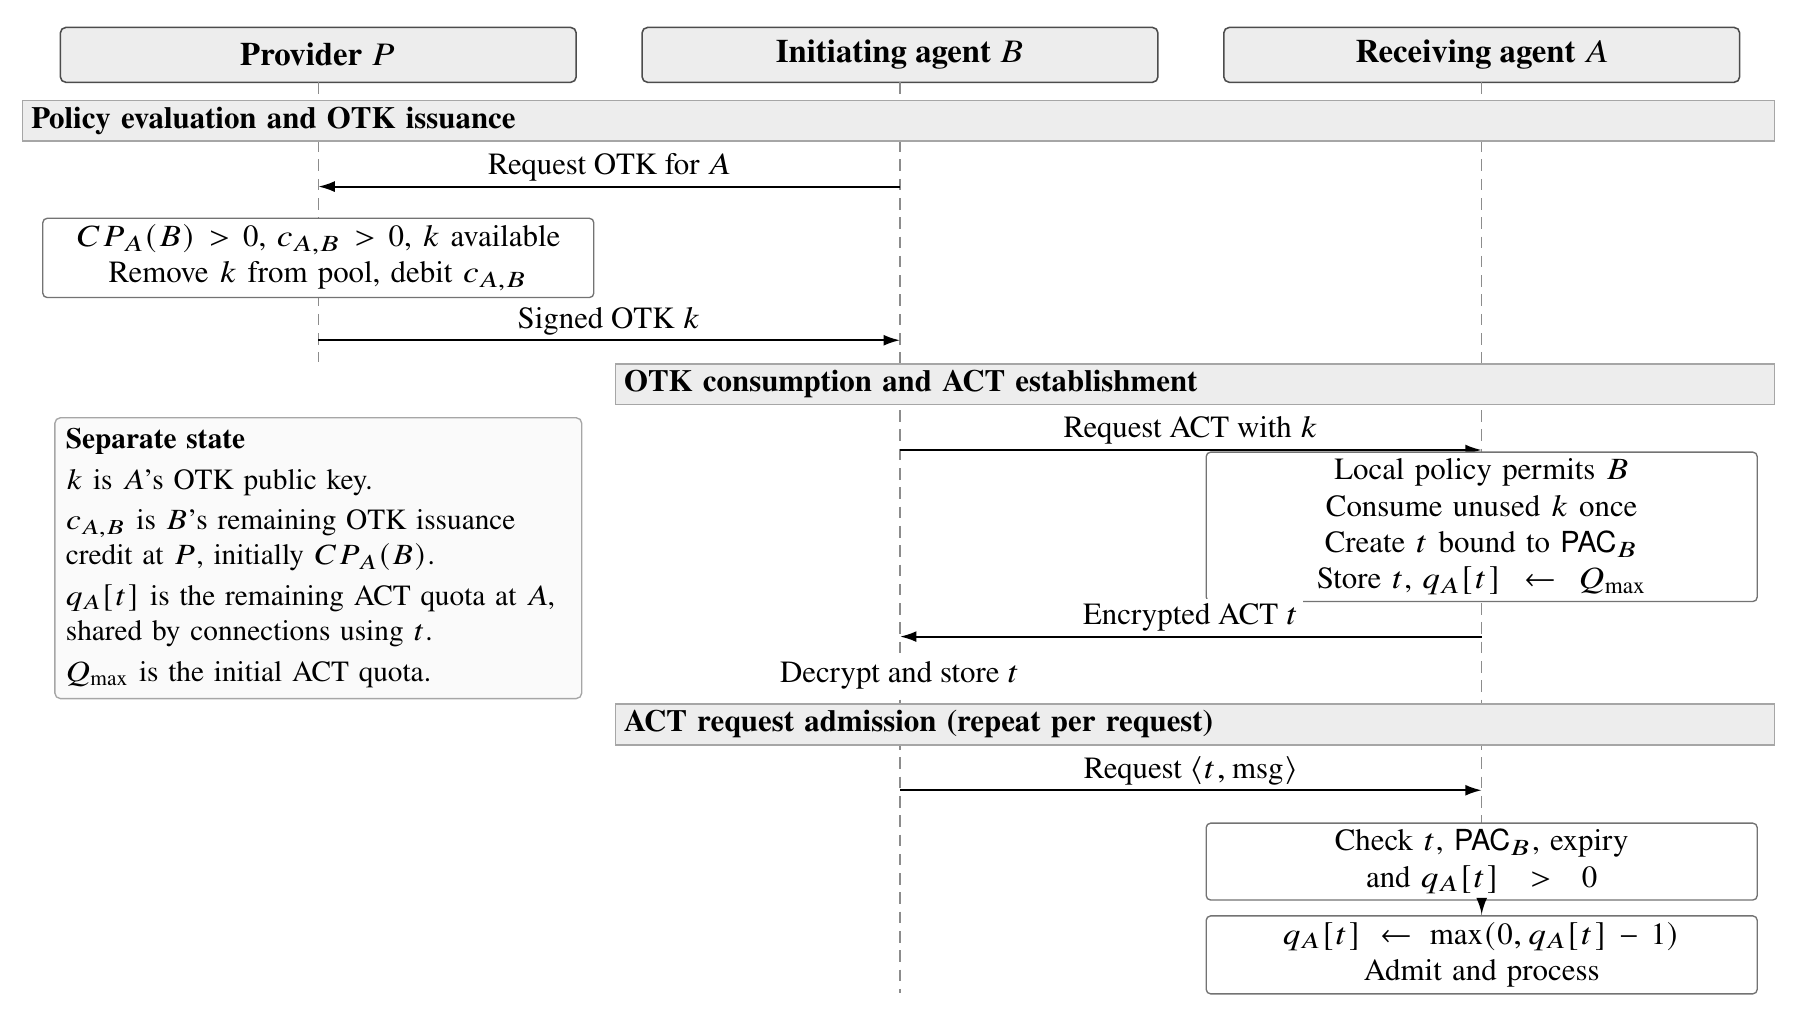 Provider P
Initiating agent B
Receiving agent A
Policy evaluation and OTK issuance
Request OTK for A
CP_A(B) > 0, c_{A,B} > 0, k available
Remove k from pool, debit c_{A,B}
Signed OTK k
OTK consumption and ACT establishment
Request ACT with k
Local policy permits B
Consume unused k once
Create t bound to PAC_B
Store t, q_A[t] ← Q_max
Encrypted ACT t
Decrypt and store t
Separate state
k is A’s OTK public key.
c_{A,B} is B’s remaining OTK issuance
credit at P, initially CP_A(B).
q_A[t] is the remaining ACT quota at A,
shared by connections using t.
Q_max is the initial ACT quota.
ACT request admission (repeat per request)
Request ⟨t, msg⟩
Check t, PAC_B, expiry
and q_A[t] > 0
q_A[t] ← max(0, q_A[t] − 1)
Admit and process